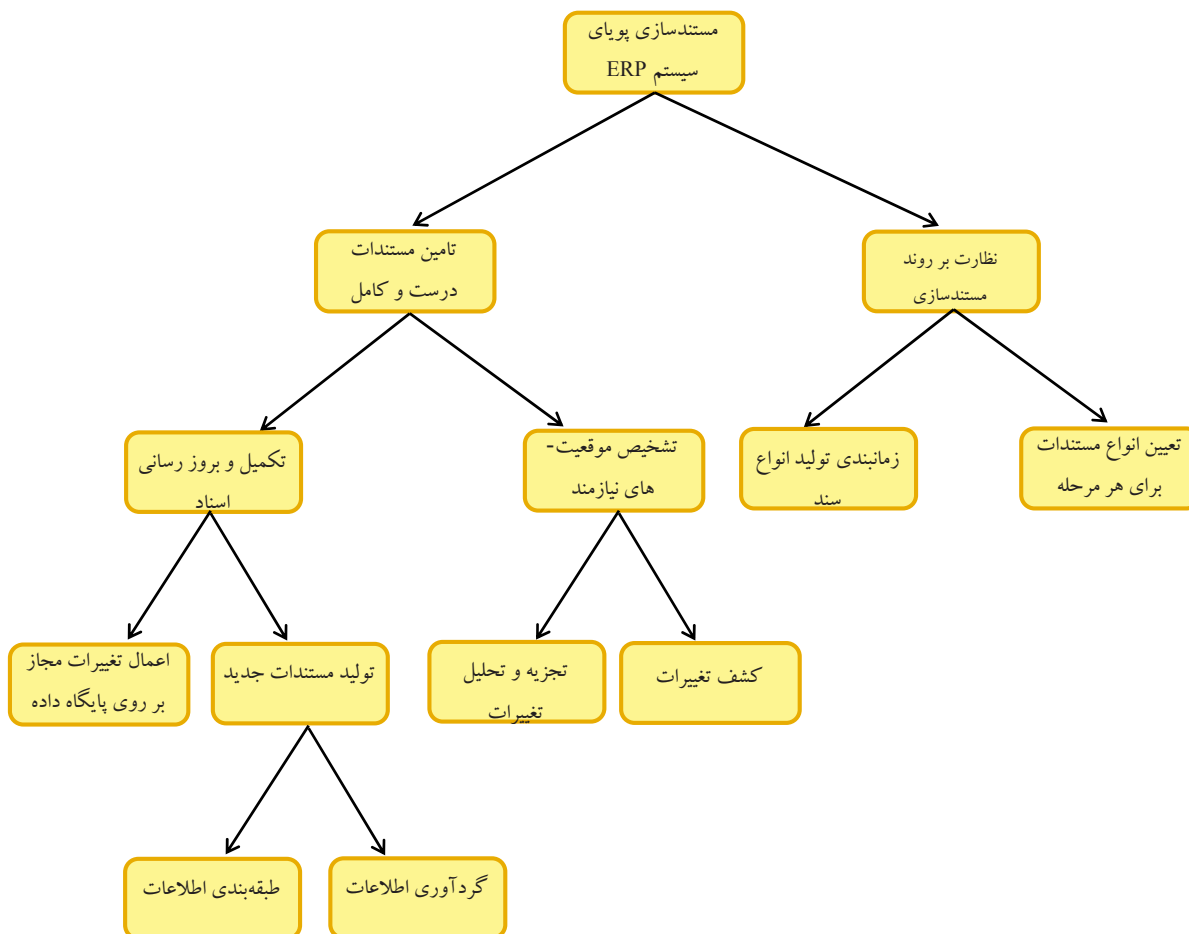 مستندسازی پویای
سیستم ERP
نظارت بر روند
مستندسازی
تامین مستندات
درست و کامل
تعیین انواع مستندات
برای هر مرحله
زمانبندی تولید انواع
سند
تشخیص موقعیت-
های نیازمند
تکمیل و بروز رسانی
اسناد
کشف تغییرات
تجزیه و تحلیل
تغییرات
تولید مستندات جدید
اعمال تغییرات مجاز
بر روی پایگاه داده
گردآوری اطلاعات
طبقه‌بندی اطلاعات